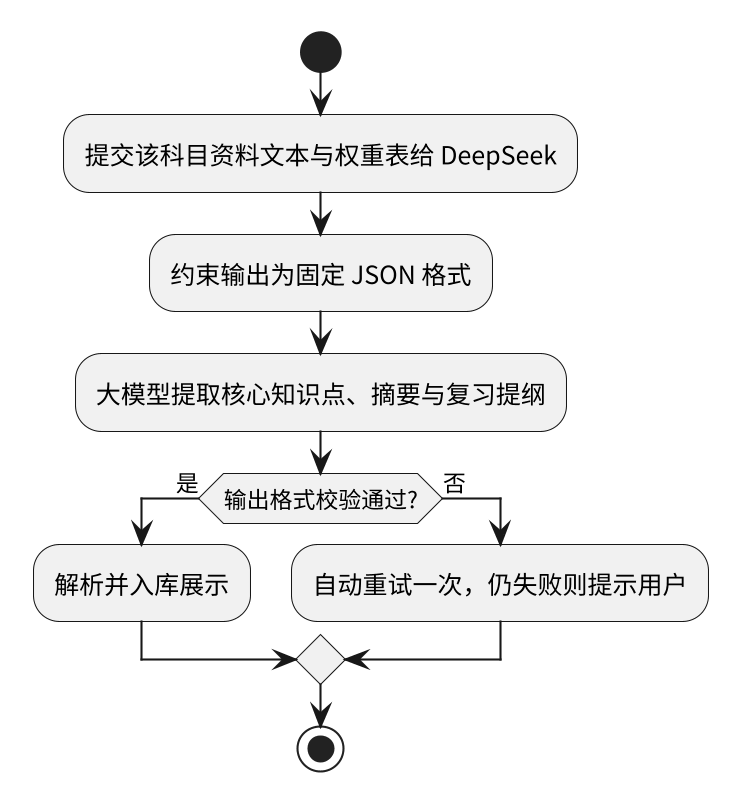 提交该科目资料文本与权重表给 DeepSeek
约束输出为固定 JSON 格式
大模型提取核心知识点、摘要与复习提纲
是
输出格式校验通过?
否
解析并入库展示
自动重试一次，仍失败则提示用户